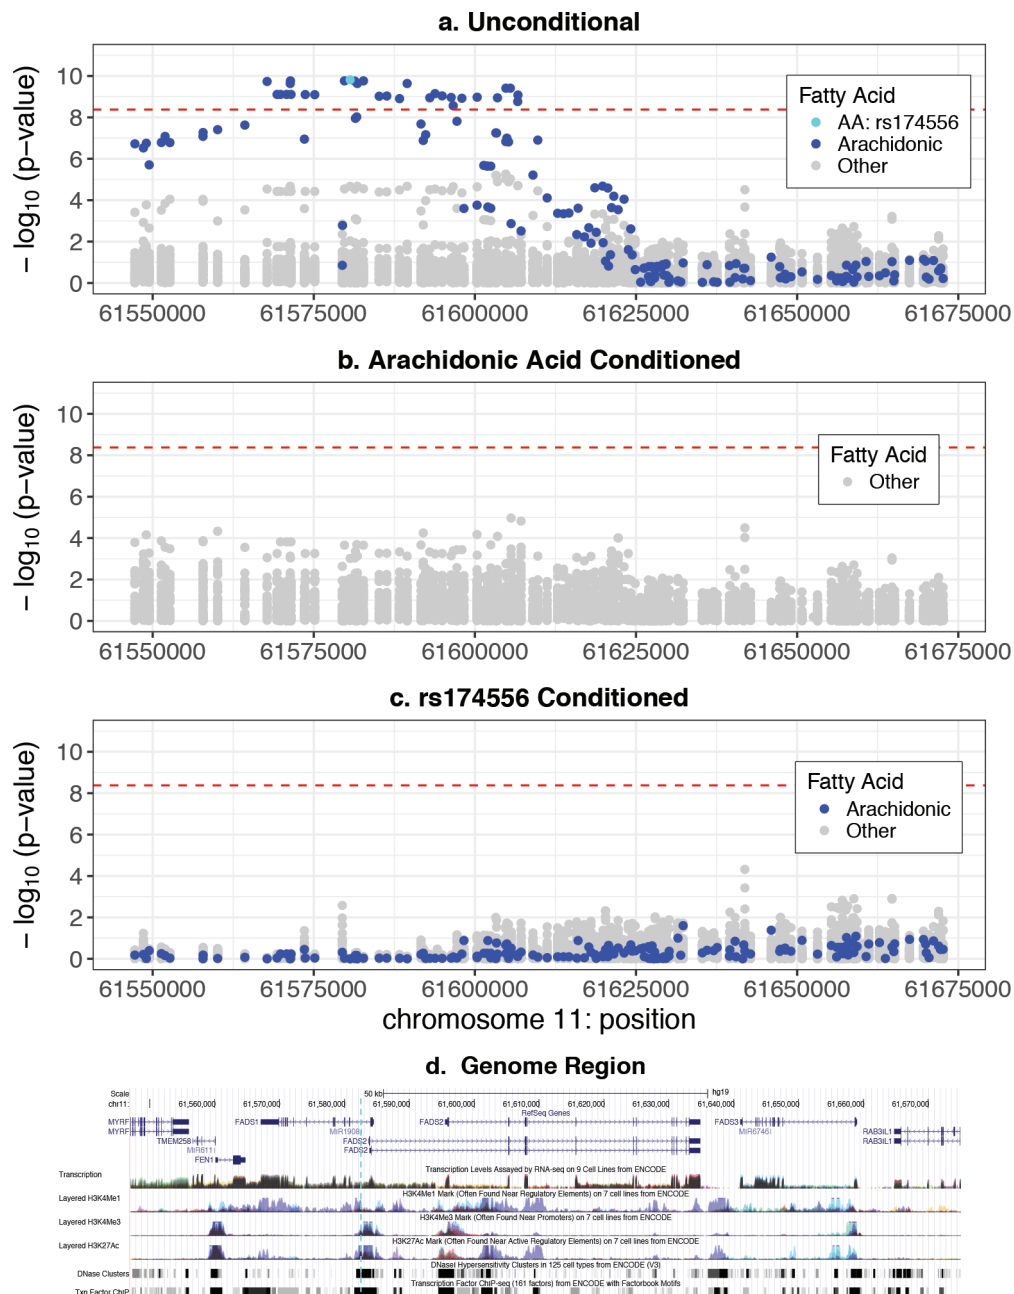 a. Unconditional
− log10 (p−value)
10
8
6
4
2
0
Fatty Acid
AA: rs174556
Arachidonic
Other
61550000 61575000 61600000 61625000 61650000 61675000
b. Arachidonic Acid Conditioned
− log10 (p−value)
10
8
6
4
2
0
Fatty Acid
Other
61550000 61575000 61600000 61625000 61650000 61675000
c. rs174556 Conditioned
− log10 (p−value)
10
8
6
4
2
0
Fatty Acid
Arachidonic
Other
61550000 61575000 61600000 61625000 61650000 61675000
chromosome 11: position
d. Genome Region
Scale 50 kb hg19
chr11: 61,560,000 61,570,000 61,580,000 61,590,000 61,600,000 61,610,000 61,620,000 61,630,000 61,640,000 61,650,000 61,660,000 61,670,000
RefSeq Genes
MYRF FADS1 FADS2 FADS3
MYRF MIR1908 MIR6746 RAB3IL1
TMEM258 FADS2 RAB3IL1
MIR611 FADS2
FEN1
Transcription Levels Assayed by RNA-seq on 9 Cell Lines from ENCODE
Transcription
H3K4Me1 Mark (Often Found Near Regulatory Elements) on 7 cell lines from ENCODE
Layered H3K4Me1
H3K4Me3 Mark (Often Found Near Promoters) on 7 cell lines from ENCODE
Layered H3K4Me3
H3K27Ac Mark (Often Found Near Active Regulatory Elements) on 7 cell lines from ENCODE
Layered H3K27Ac
DNaseI Hypersensitivity Clusters in 125 cell types from ENCODE (V3)
DNase Clusters
Transcription Factor ChIP-seq (161 factors) from ENCODE with Factorbook Motifs
Txn Factor ChIP